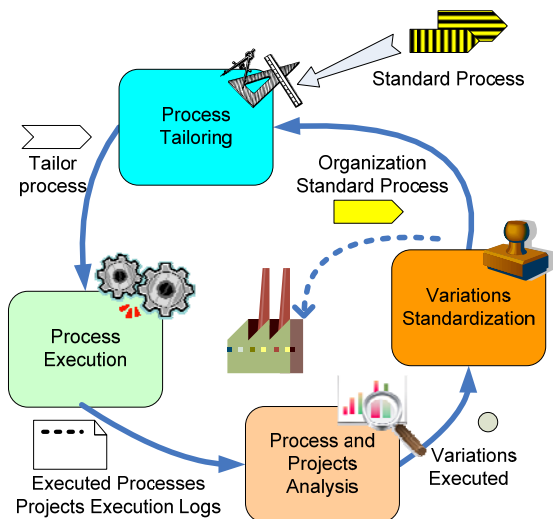 Standard Process
Process
Tailoring
Tailor
process
Organization
Standard Process
Variations
Standardization
Process
Execution
Process and
Projects
Analysis
Variations
Executed
Executed Processes
Projects Execution Logs